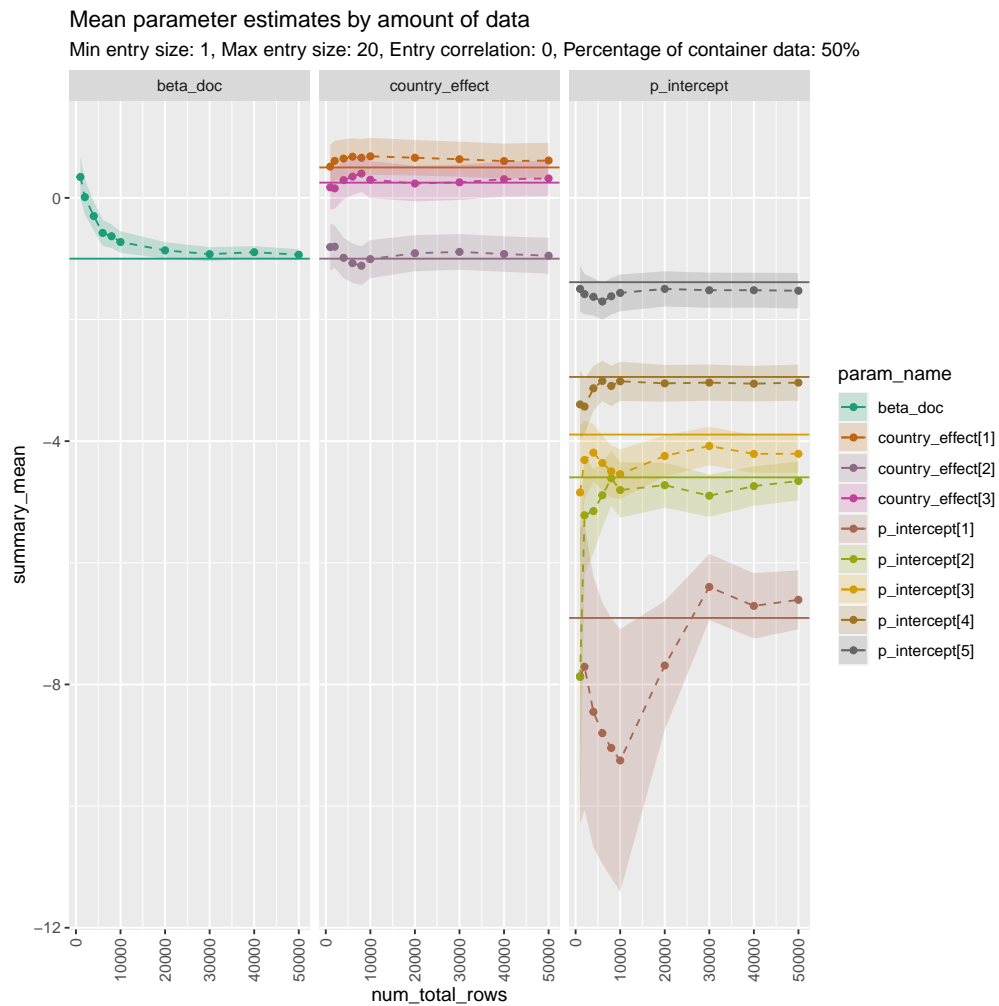 Mean parameter estimates by amount of data
Min entry size: 1, Max entry size: 20, Entry correlation: 0, Percentage of container data: 50%
beta_doc
country_effect
p_intercept
summary_mean
0
−4
−8
−12
0
10000
20000
30000
40000
50000
0
10000
20000
30000
40000
50000
0
10000
20000
30000
40000
50000
num_total_rows
param_name
beta_doc
country_effect[1]
country_effect[2]
country_effect[3]
p_intercept[1]
p_intercept[2]
p_intercept[3]
p_intercept[4]
p_intercept[5]